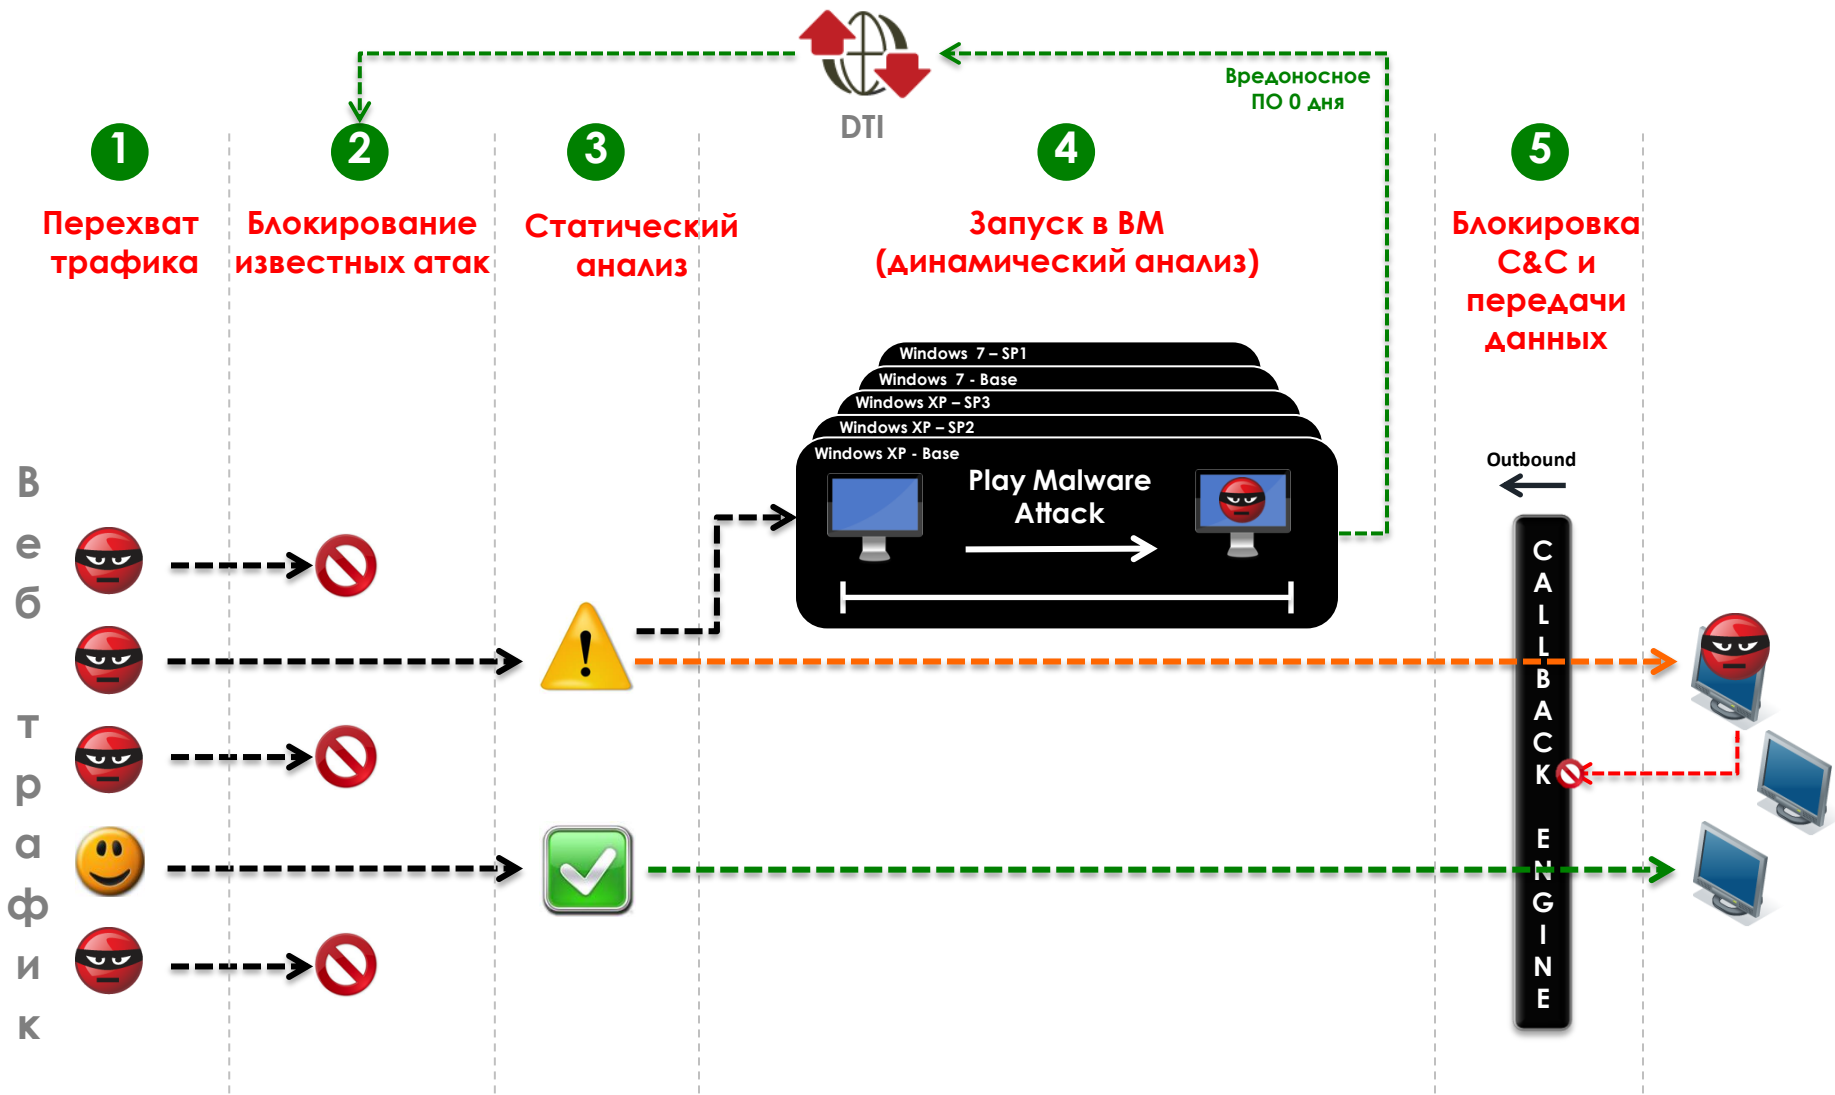 DTI
Вредоносное
ПО 0 дня
1
Перехват
трафика
2
Блокирование
известных атак
3
Статический
анализ
4
Запуск в ВМ
(динамический анализ)
5
Блокировка
C&C и
передачи
данных
Windows 7 – SP1
Windows 7 - Base
Windows XP – SP3
Windows XP – SP2
Windows XP - Base
Play Malware
Attack
Outbound
CALLBACK ENGINE
Веб трафик